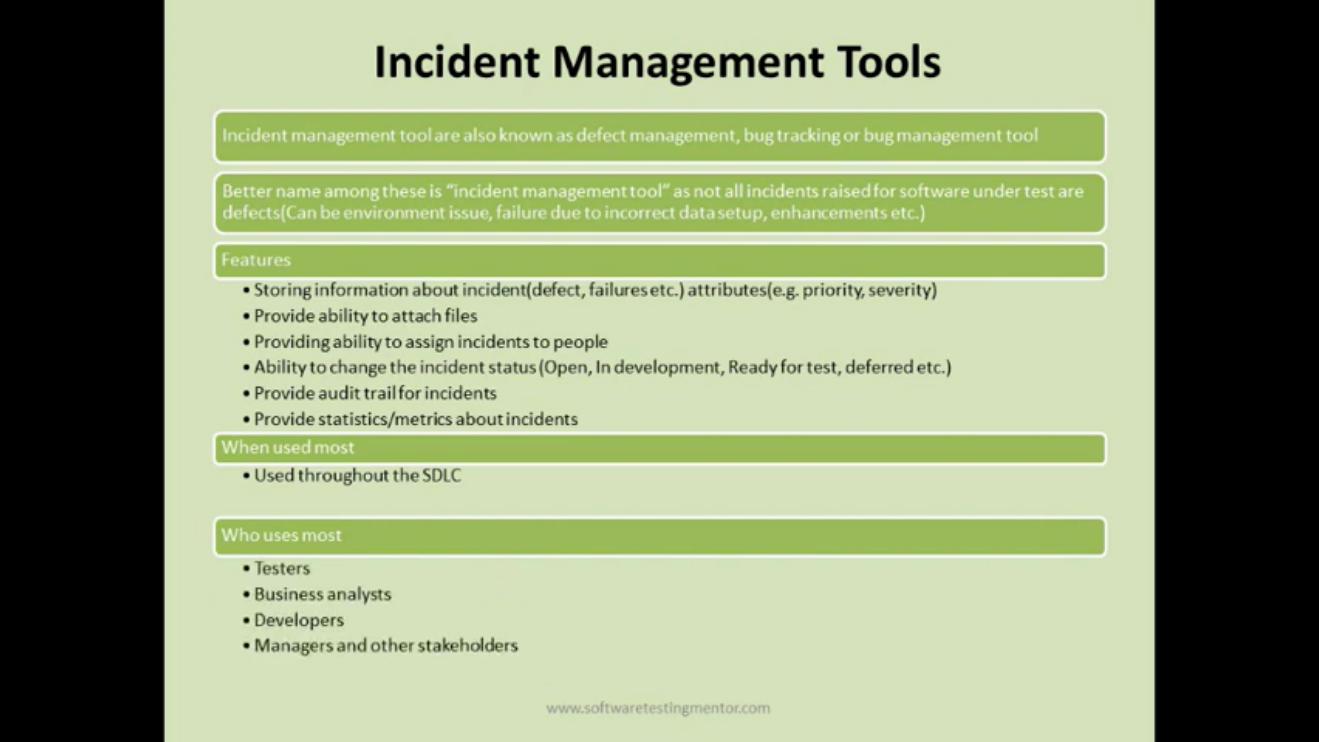 Incident Management Tools
Incident management tool are also known as defect management, bug tracking or bug management tool
Better name among these is “incident management tool” as not all incidents raised for software under test are
defects(Can be environment issue, failure due to incorrect data setup, enhancements etc.)
Features
• Storing information about incident(defect, failures etc.) attributes(e.g. priority, severity)
• Provide ability to attach files
• Providing ability to assign incidents to people
• Ability to change the incident status (Open, In development, Ready for test, deferred etc.)
• Provide audit trail for incidents
• Provide statistics/metrics about incidents
When used most
• Used throughout the SDLC
Who uses most
• Testers
• Business analysts
• Developers
• Managers and other stakeholders
www.softwaretestingmentor.com